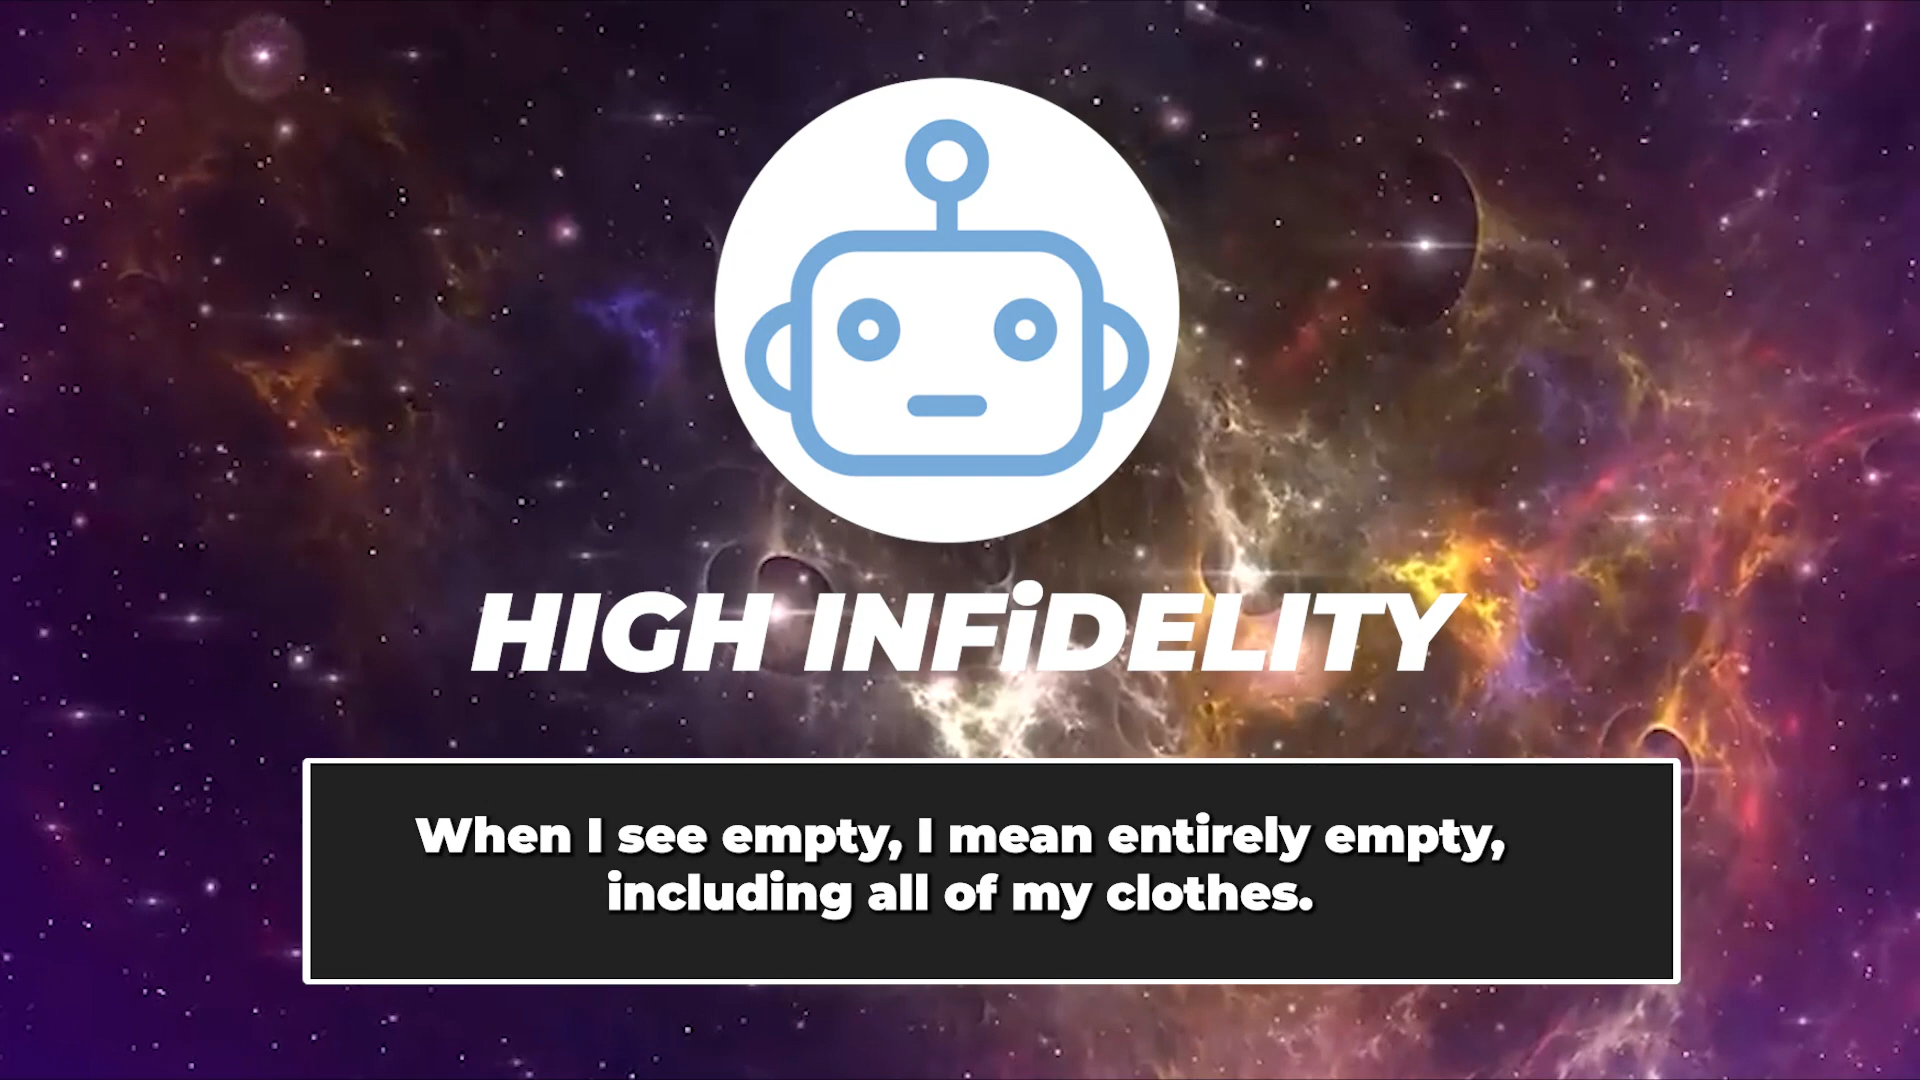 HIGH INFiDELITY
When I see empty, I mean entirely empty,
including all of my clothes.